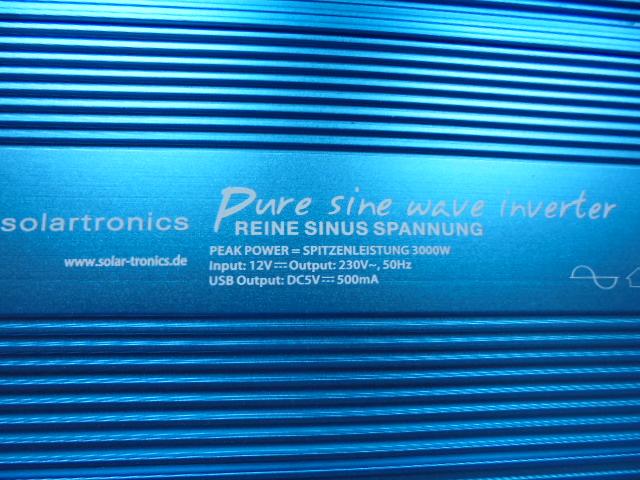 Pure sine wave inverter
solartronics
REINE SINUS SPANNUNG
PEAK POWER = SPITZENLEISTUNG 3000W
www.solar-tronics.de
Input: 12V⎓Output: 230V~, 50Hz
USB Output: DC5V⎓ 500mA